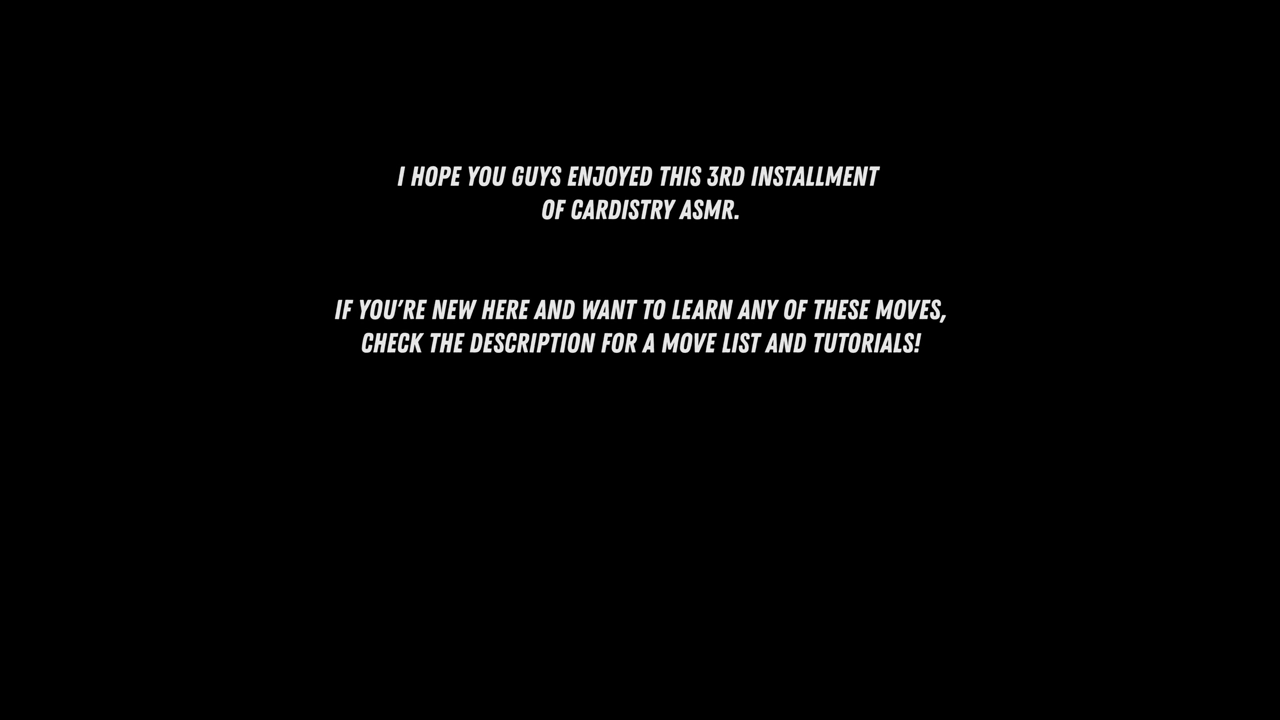 I HOPE YOU GUYS ENJOYED THIS 3RD INSTALLMENT
OF CARDISTRY ASMR.
IF YOU'RE NEW HERE AND WANT TO LEARN ANY OF THESE MOVES,
CHECK THE DESCRIPTION FOR A MOVE LIST AND TUTORIALS!